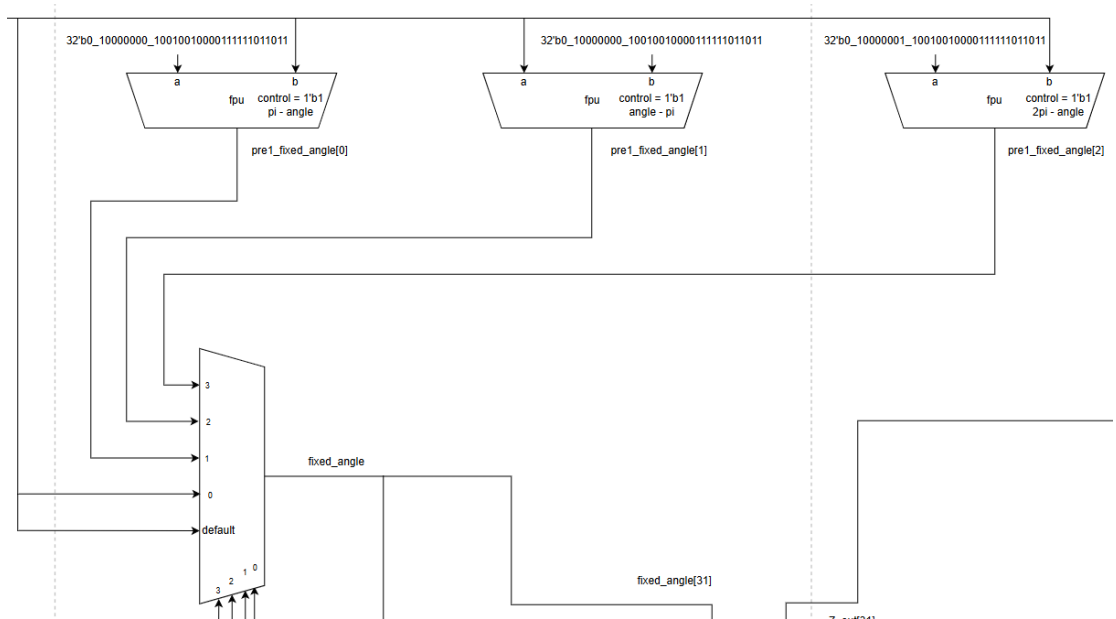 32'b0_10000000_10010010000111111011011
32'b0_10000000_10010010000111111011011
32'b0_10000001_10010010000111111011011
a
b
fpu
control = 1'b1
pi - angle
a
b
fpu
control = 1'b1
angle - pi
a
b
fpu
control = 1'b1
2pi - angle
pre1_fixed_angle[0]
pre1_fixed_angle[1]
pre1_fixed_angle[2]
3
2
1
0
default
3
2
1
0
fixed_angle
fixed_angle[31]